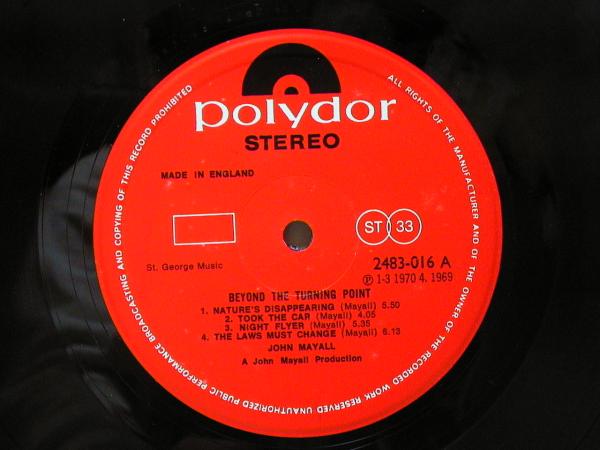 polydor
STEREO
MADE IN ENGLAND
ST 33
St. George Music
2483-016 A
℗ 1-3 1970 4. 1969
BEYOND THE TURNING POINT
1. NATURE'S DISAPPEARING (Mayall) 5.50
2. TOOK THE CAR (Mayall) 4.05
3. NIGHT FLYER (Mayall) 5.35
4. THE LAWS MUST CHANGE (Mayall) 6.13
JOHN MAYALL
A John Mayall Production
ALL RIGHTS OF THE MANUFACTURER AND OF THE OWNER OF THE RECORDED WORK RESERVED UNAUTHORIZED PUBLIC PERFORMANCE BROADCASTING AND COPYING OF THIS RECORD PROHIBITED